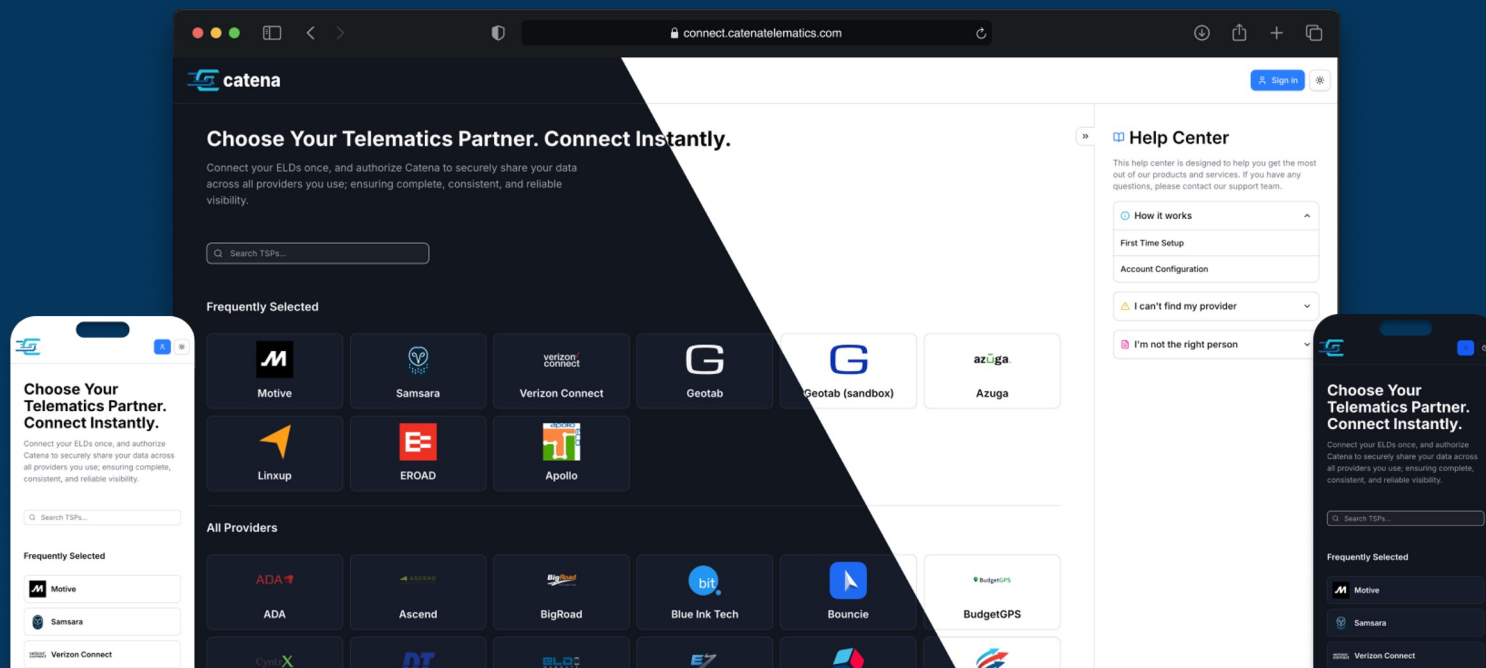 connect.catenatelematics.com
catena
Sign in
Choose Your Telematics Partner. Connect Instantly.
Connect your ELDs once, and authorize Catena to securely share your data
across all providers you use; ensuring complete, consistent, and reliable
visibility.
Search TSPs...
Frequently Selected
Motive
Samsara
verizon
connect
Verizon Connect
Geotab
Geotab (sandbox)
azūga
Azuga
Linxup
EROAD
apollo
Apollo
All Providers
ADA
ADA
ASCEND
Ascend
BigRoad
BigRoad
bit
Blue Ink Tech
Bouncie
BudgetGPS
BudgetGPS
CyntrX
DT
ELD
EZ
Help Center
This help center is designed to help you get the most
out of our products and services. If you have any
questions, please contact our support team.
How it works
First Time Setup
Account Configuration
I can't find my provider
I'm not the right person
Choose Your
Telematics Partner.
Connect Instantly.
Connect your ELDs once, and authorize
Catena to securely share your data across
all providers you use; ensuring complete,
consistent, and reliable visibility.
Search TSPs...
Frequently Selected
Motive
Samsara
Verizon Connect
Choose Your
Telematics Partner.
Connect Instantly.
Connect your ELDs once, and authorize
Catena to securely share your data across
all providers you use; ensuring complete,
consistent, and reliable visibility.
Search TSPs...
Frequently Selected
Motive
Samsara
Verizon Connect